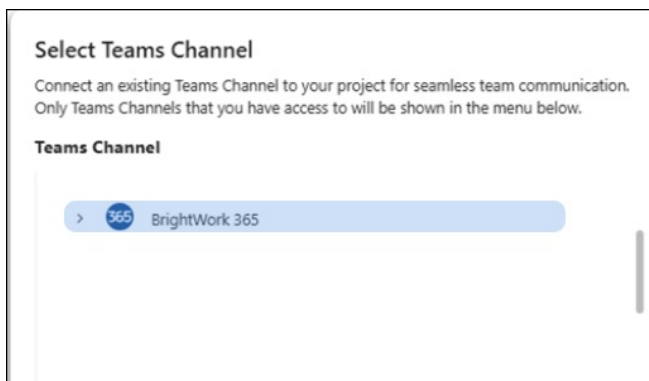 Select Teams Channel
Connect an existing Teams Channel to your project for seamless team communication.
Only Teams Channels that you have access to will be shown in the menu below.
Teams Channel
365 BrightWork 365